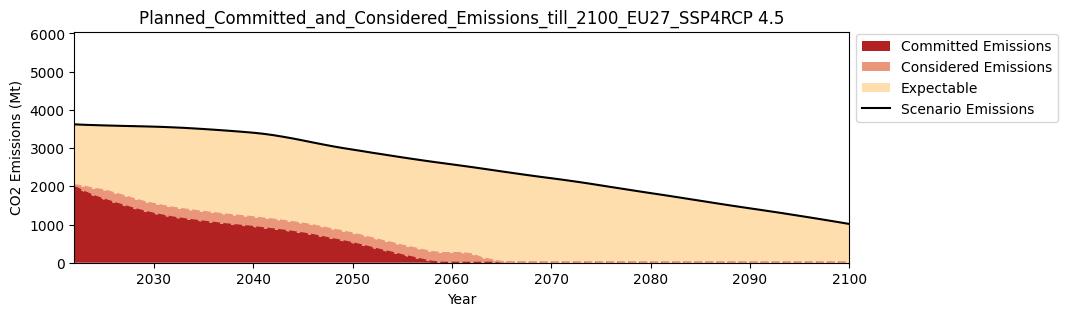 Planned_Committed_and_Considered_Emissions_till_2100_EU27_SSP4RCP 4.5
6000
5000
4000
3000
2000
1000
0
CO2 Emissions (Mt)
2030 2040 2050 2060 2070 2080 2090 2100
Year
Committed Emissions
Considered Emissions
Expectable
Scenario Emissions